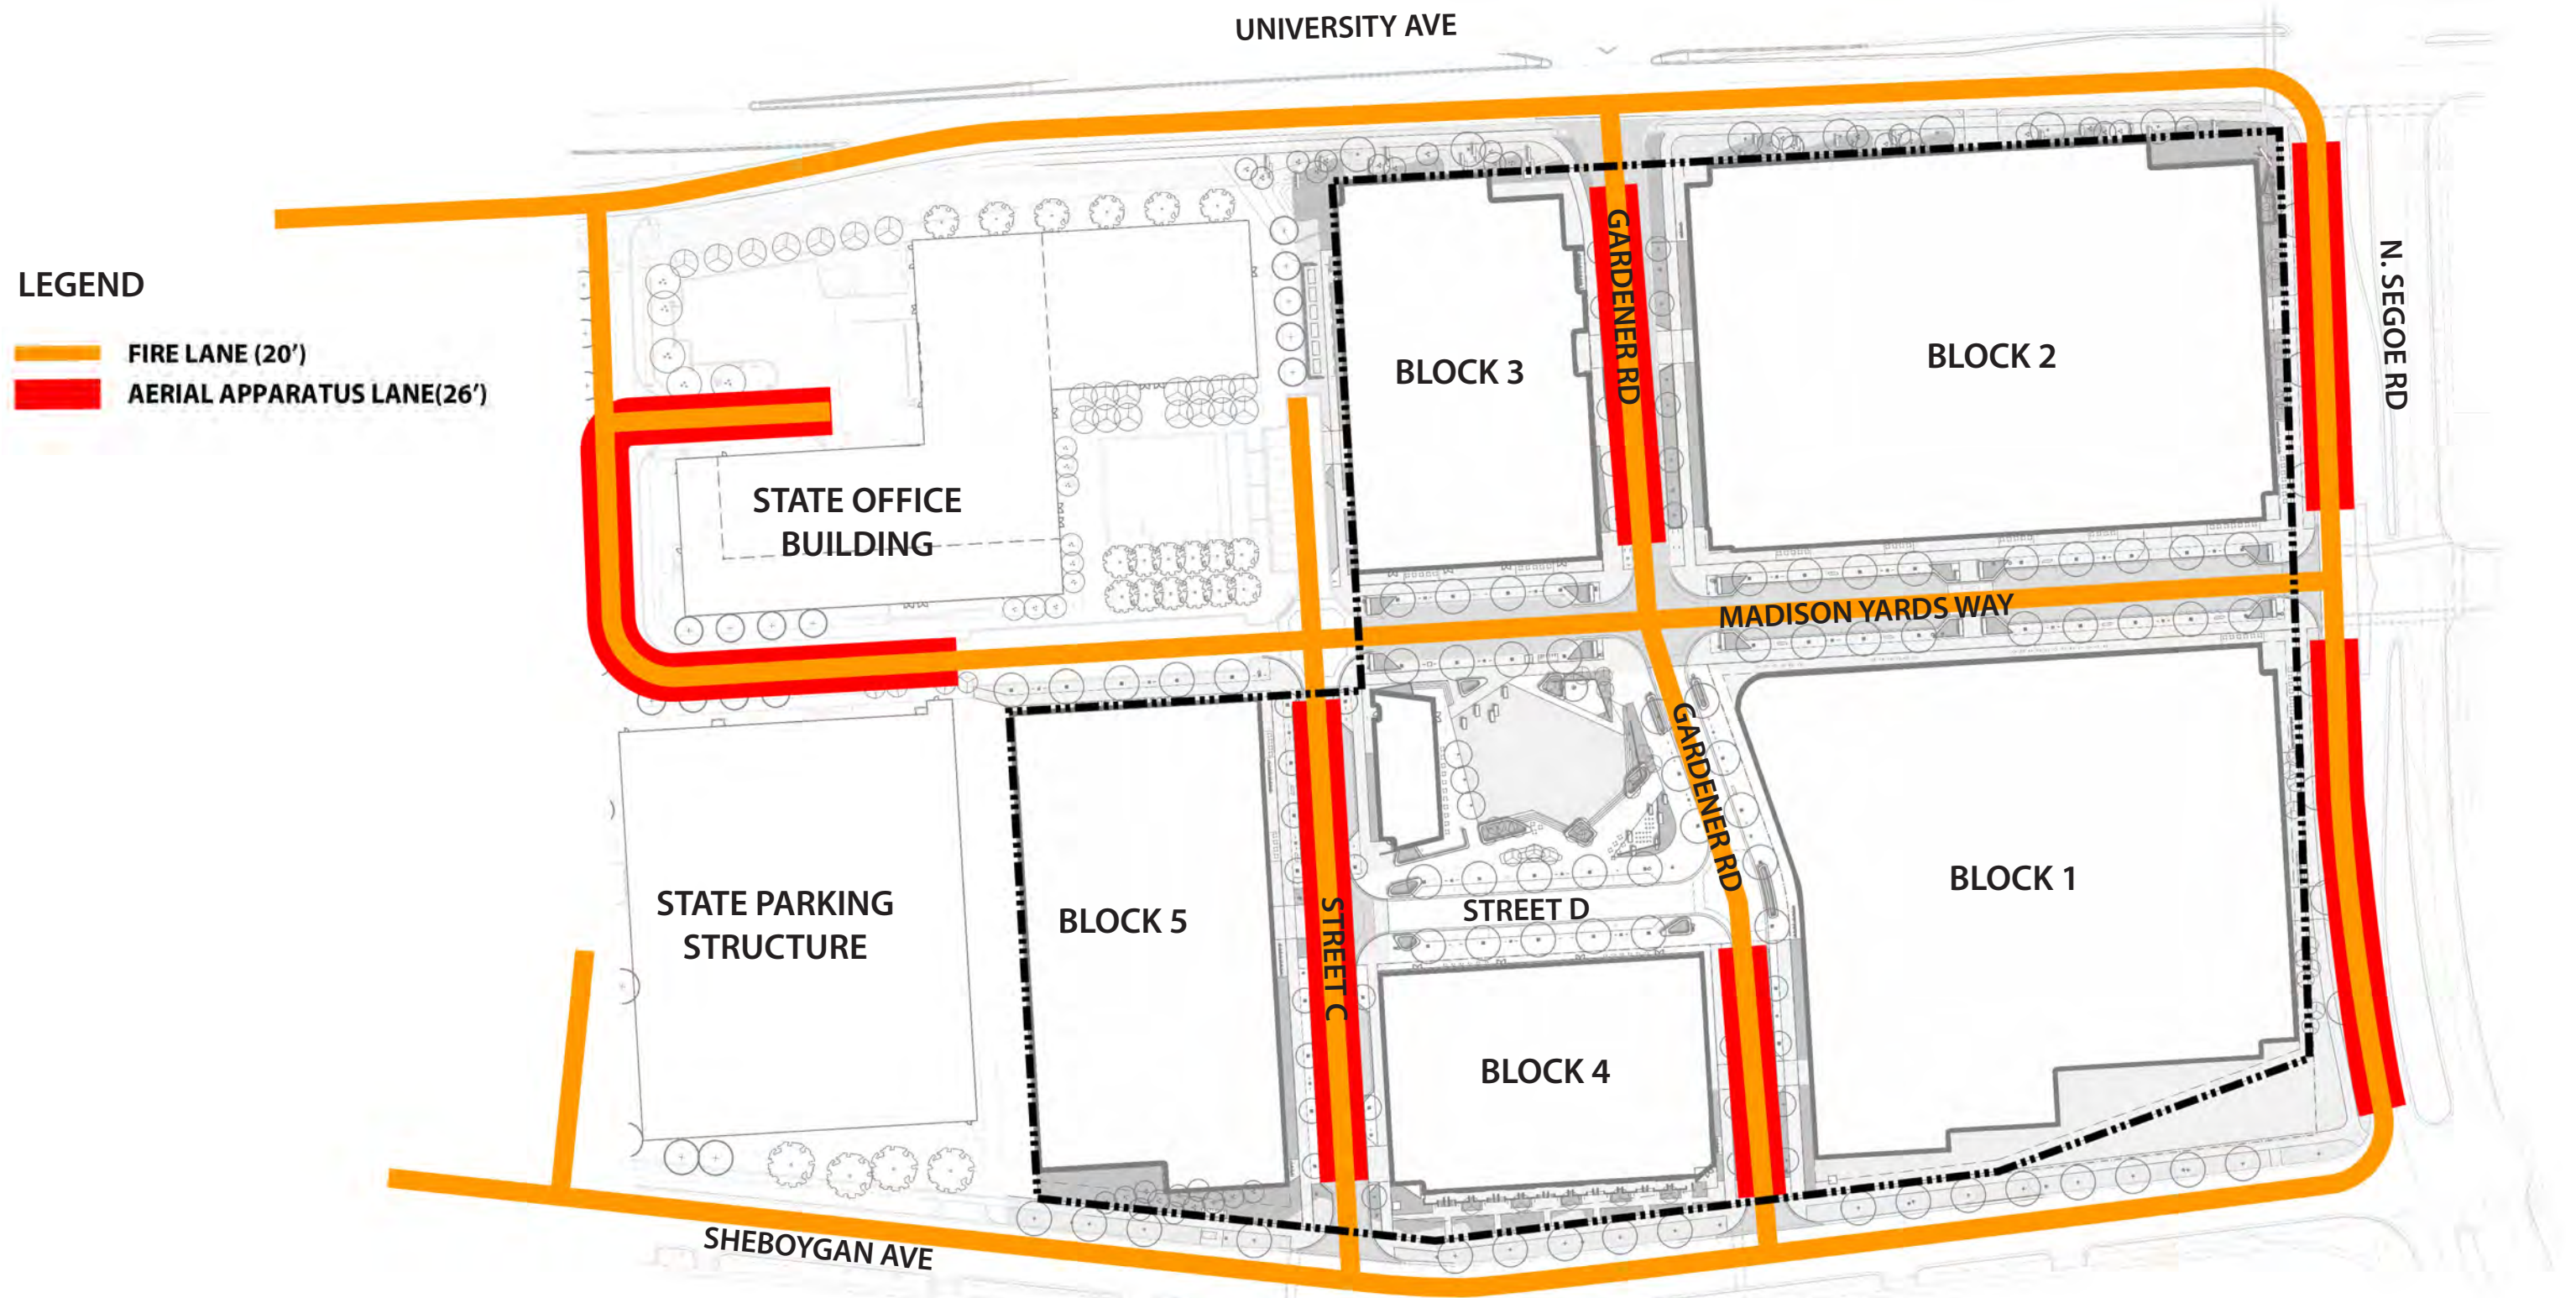 UNIVERSITY AVE
LEGEND
FIRE LANE (20')
AERIAL APPARATUS LANE(26')
GARDENER RD
N. SEGOE RD
BLOCK 3
BLOCK 2
STATE OFFICE
BUILDING
MADISON YARDS WAY
GARDENER RD
STATE PARKING
STRUCTURE
BLOCK 5
STREET C
STREET D
BLOCK 1
BLOCK 4
SHEBOYGAN AVE